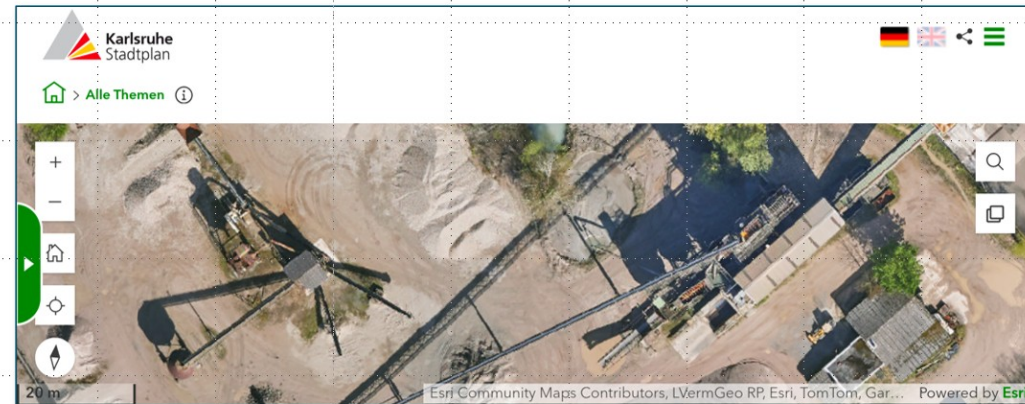 Karlsruhe
Stadtplan
> Alle Themen
20 m
Esri Community Maps Contributors, LVermGeo RP, Esri, TomTom, Gar... Powered by Esri